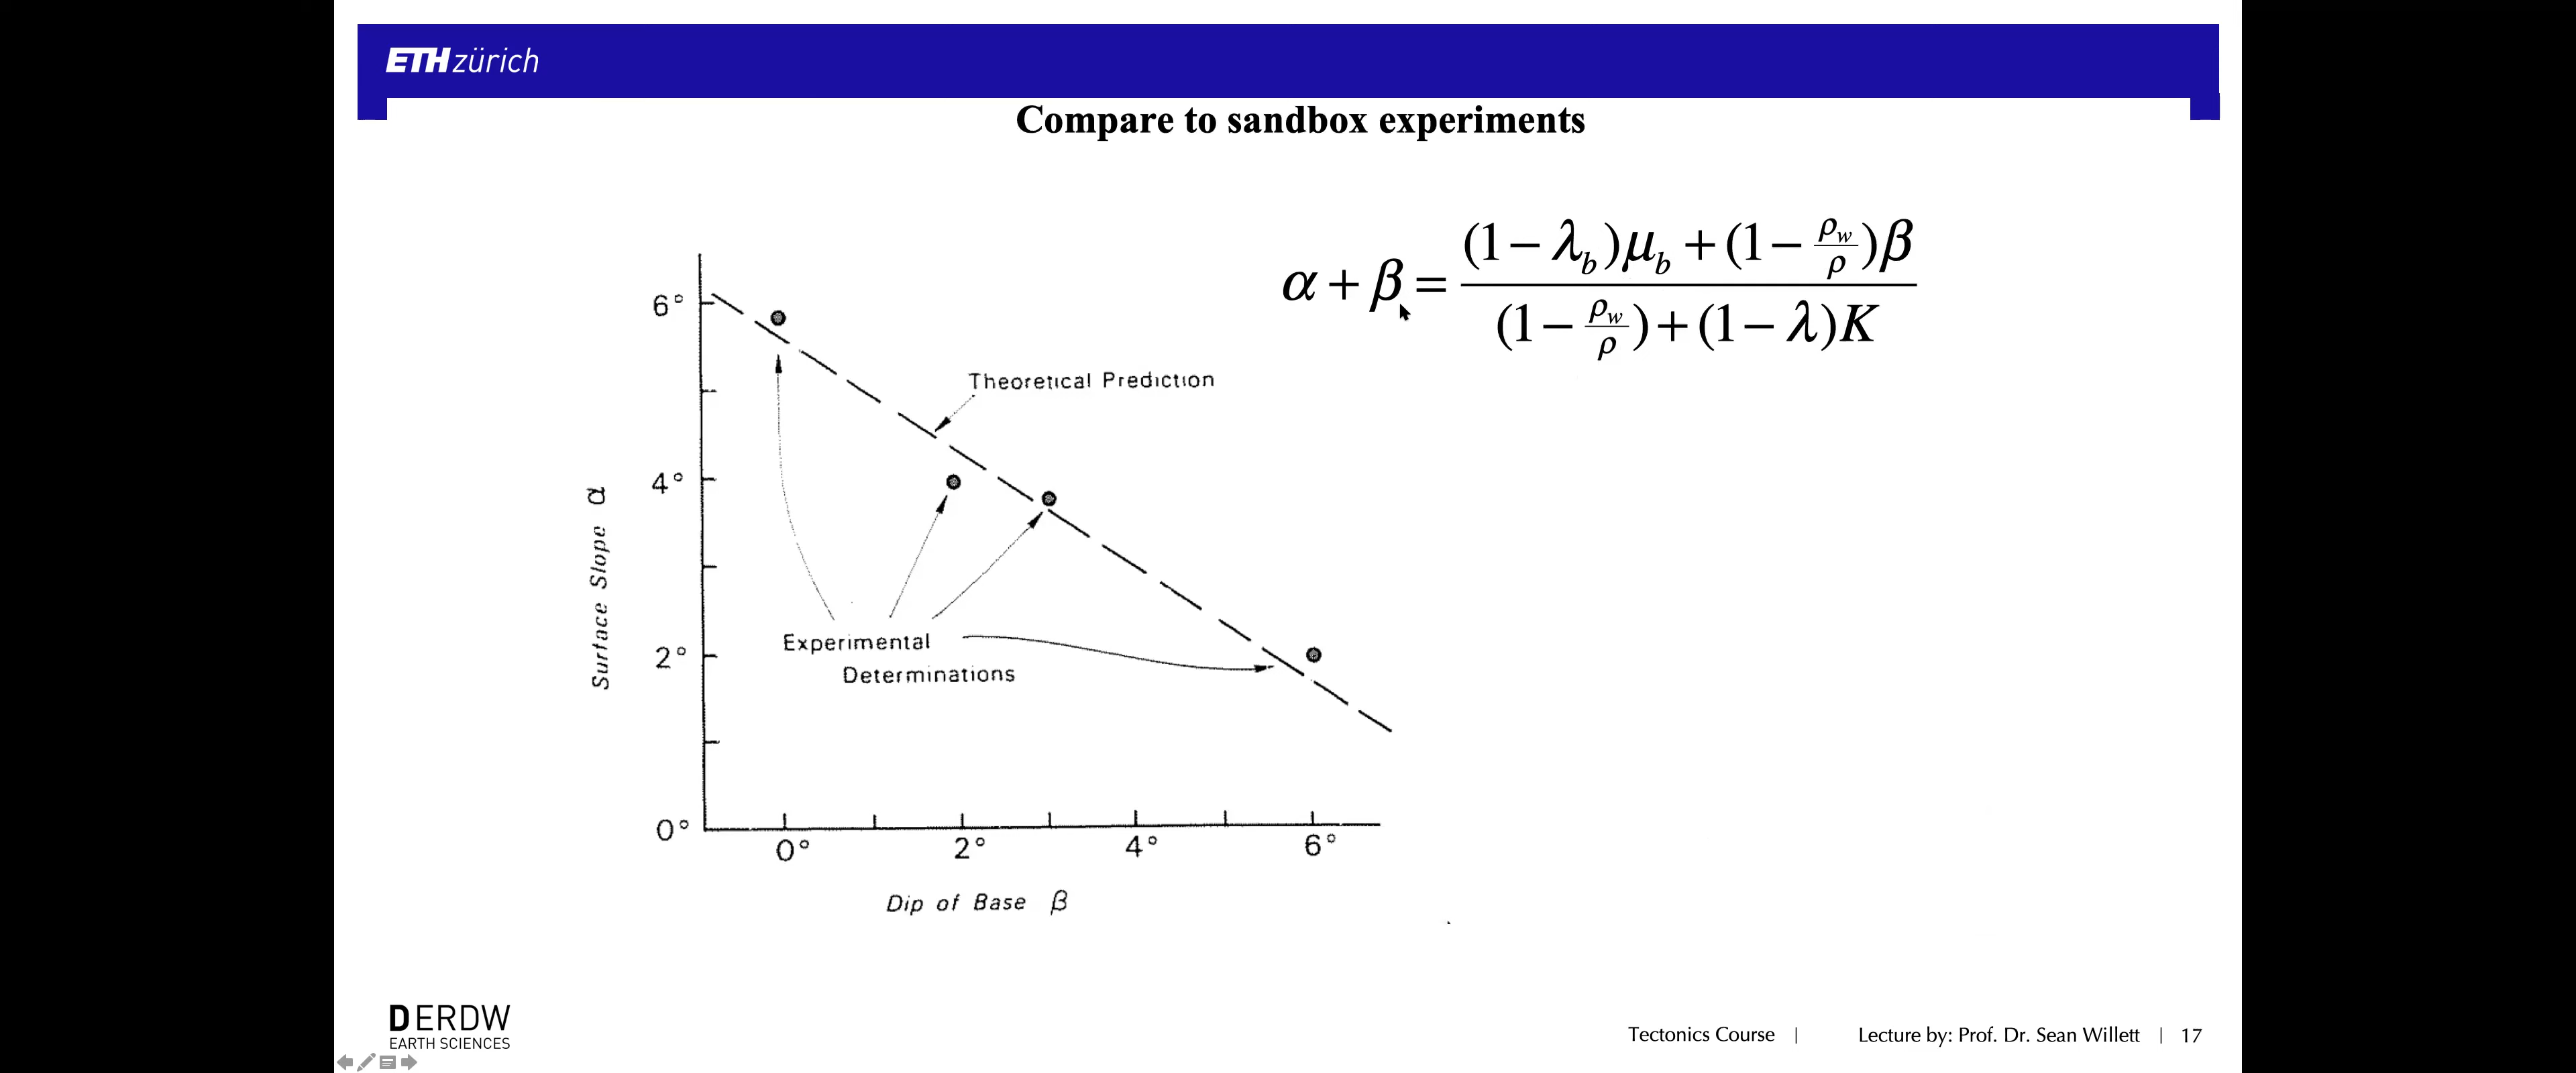 ETH zürich
Compare to sandbox experiments
α + β = ((1 − λ_b)μ_b + (1 − ρ_w/ρ)β) / ((1 − ρ_w/ρ) + (1 − λ)K)
6°
Theoretical Prediction
4°
Surface Slope α
Experimental
Determinations
2°
0°
0° 2° 4° 6°
Dip of Base β
DERDW
EARTH SCIENCES
Tectonics Course | Lecture by: Prof. Dr. Sean Willett | 17